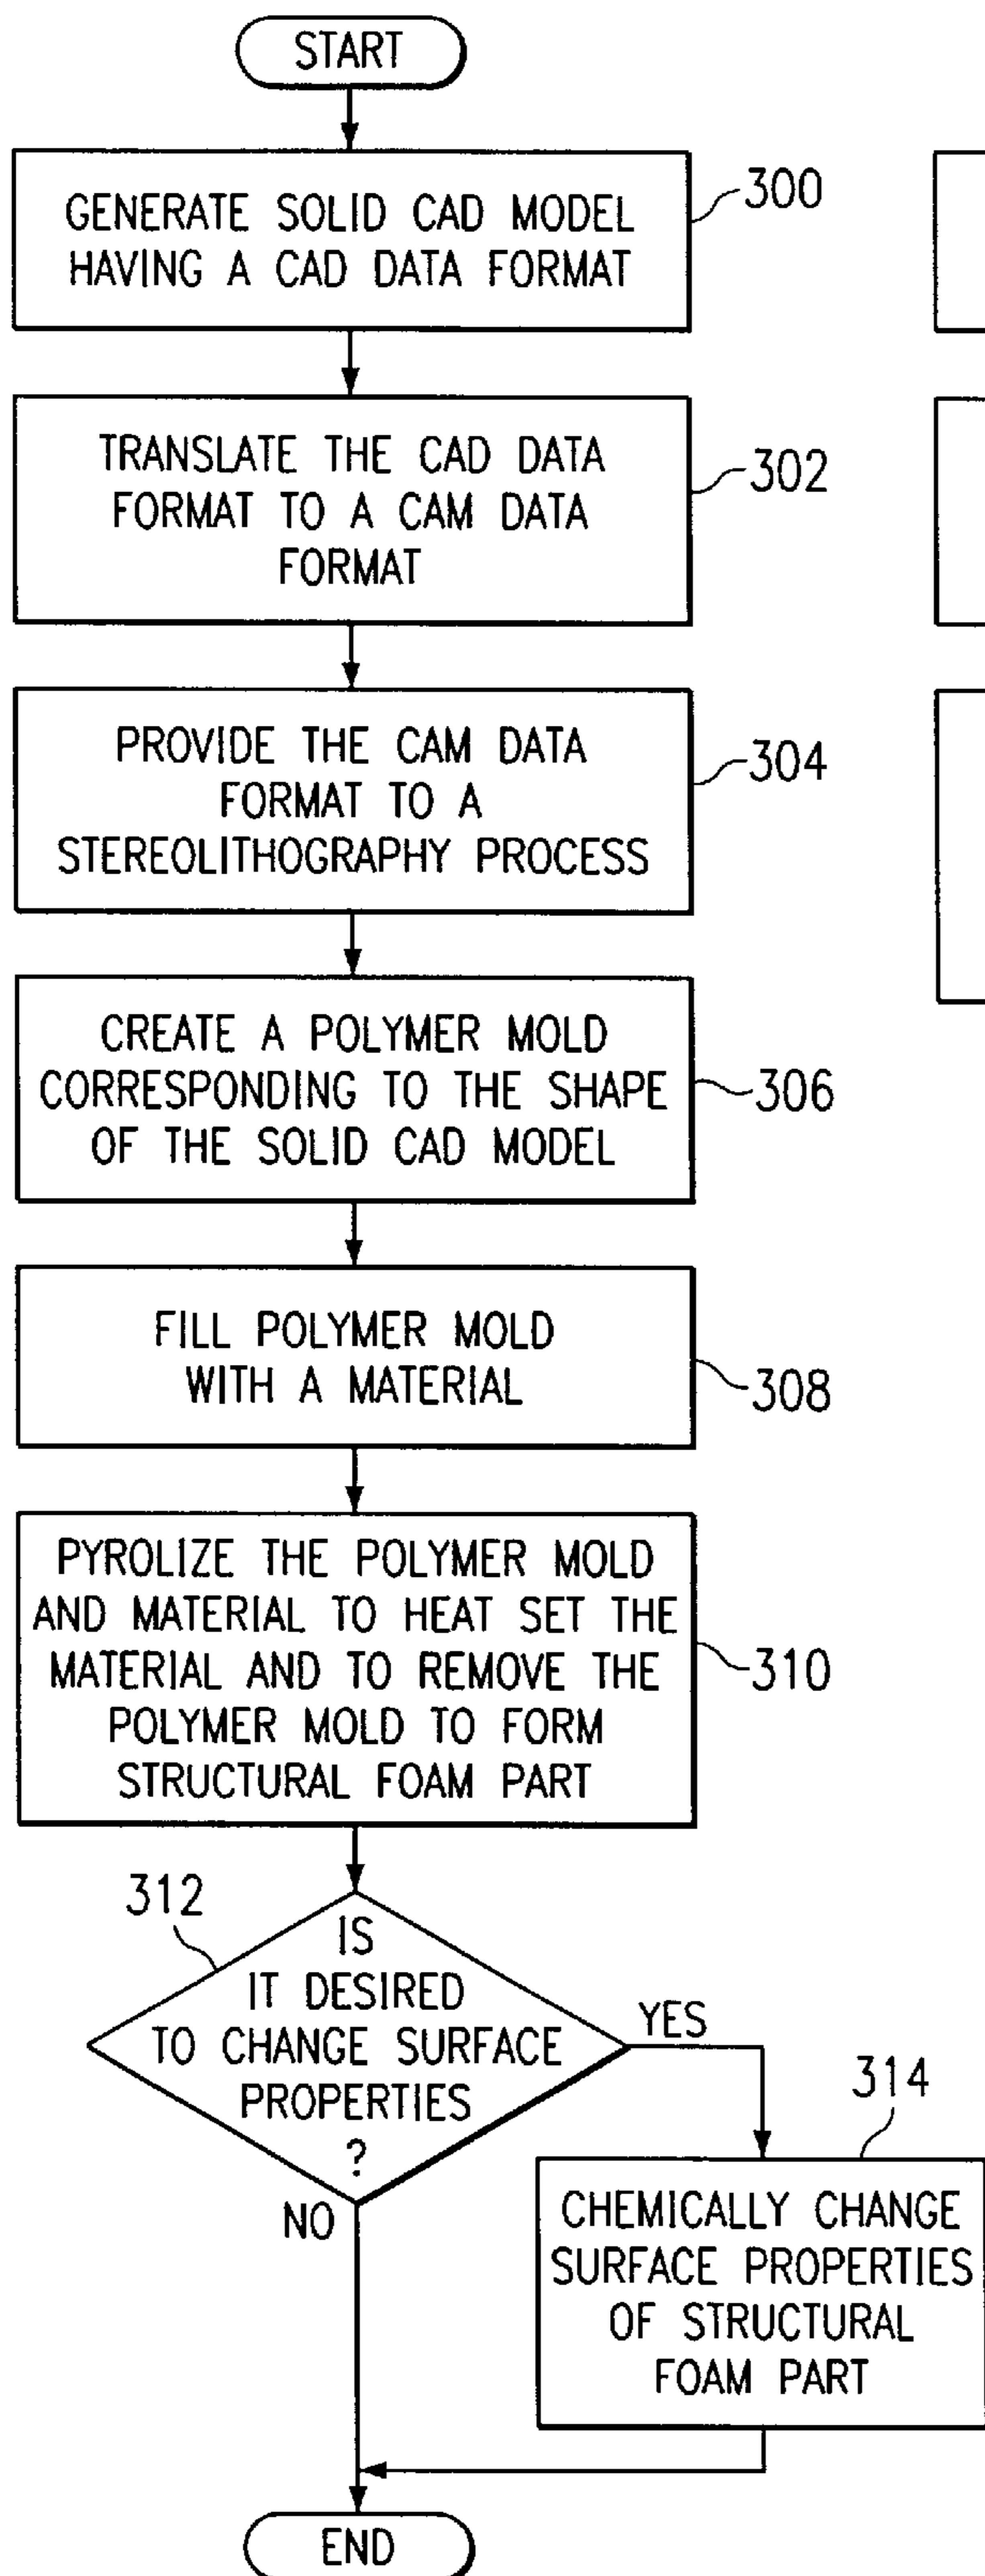 START
GENERATE SOLID CAD MODEL
HAVING A CAD DATA FORMAT
300
TRANSLATE THE CAD DATA
FORMAT TO A CAM DATA
FORMAT
302
PROVIDE THE CAM DATA
FORMAT TO A
STEREOLITHOGRAPHY PROCESS
304
CREATE A POLYMER MOLD
CORRESPONDING TO THE SHAPE
OF THE SOLID CAD MODEL
306
FILL POLYMER MOLD
WITH A MATERIAL
308
PYROLIZE THE POLYMER MOLD
AND MATERIAL TO HEAT SET THE
MATERIAL AND TO REMOVE THE
POLYMER MOLD TO FORM
STRUCTURAL FOAM PART
310
312
IS
IT DESIRED
TO CHANGE SURFACE
PROPERTIES
?
YES
NO
314
CHEMICALLY CHANGE
SURFACE PROPERTIES
OF STRUCTURAL
FOAM PART
END